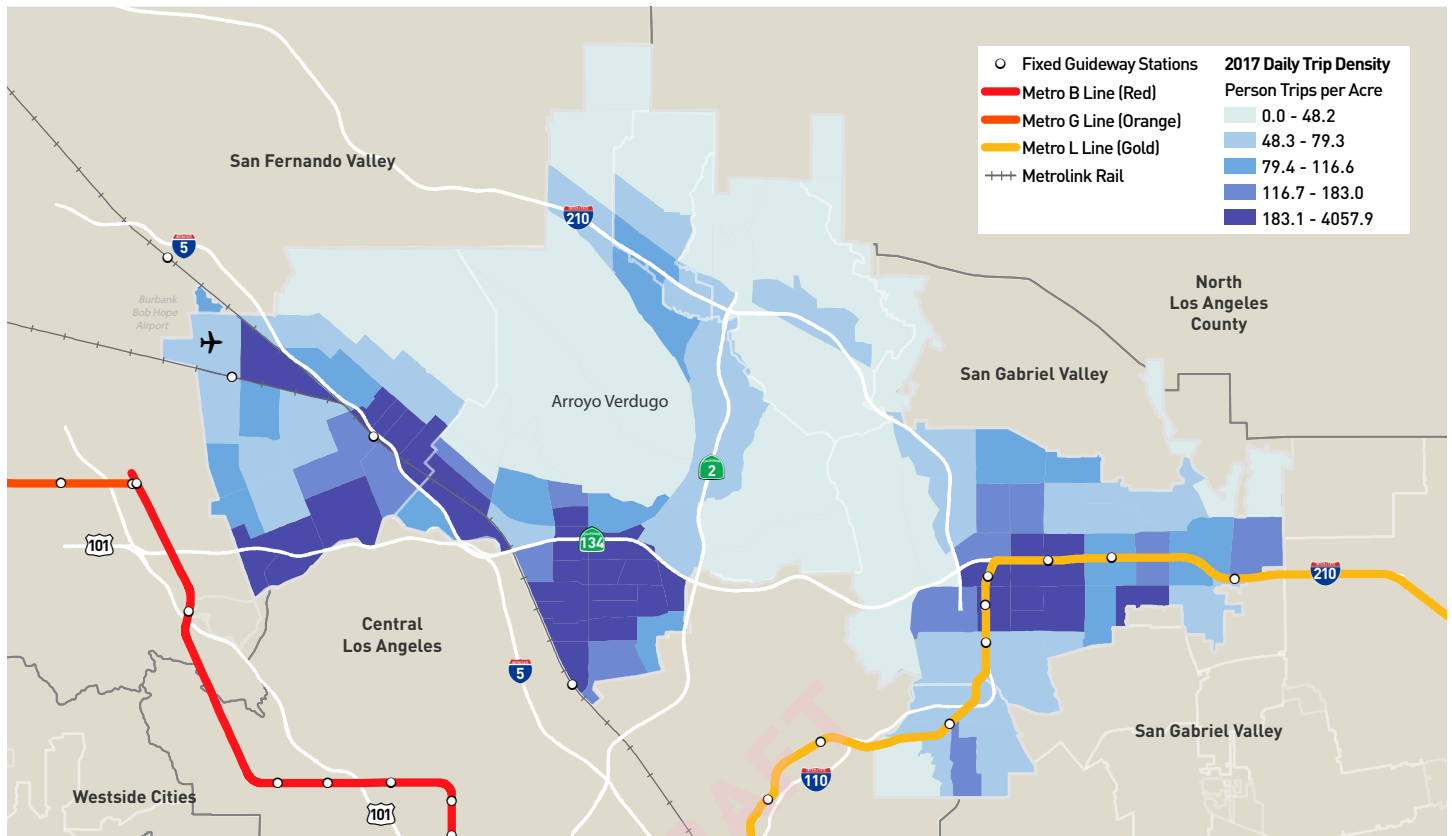 Fixed Guideway Stations
Metro B Line (Red)
Metro G Line (Orange)
Metro L Line (Gold)
Metrolink Rail
2017 Daily Trip Density
Person Trips per Acre
0.0 - 48.2
48.3 - 79.3
79.4 - 116.6
116.7 - 183.0
183.1 - 4057.9
San Fernando Valley
210
5
Burbank
Bob Hope
Airport
North
Los Angeles
County
San Gabriel Valley
Arroyo Verdugo
2
134
101
210
Central
Los Angeles
5
San Gabriel Valley
110
Westside Cities
101
DRAFT